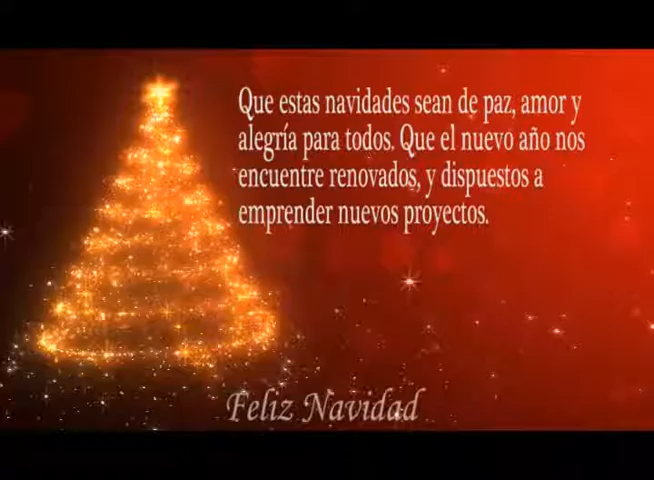 Que estas navidades sean de paz, amor y
alegría para todos. Que el nuevo año nos
encuentre renovados, y dispuestos a
emprender nuevos proyectos.
Feliz Navidad